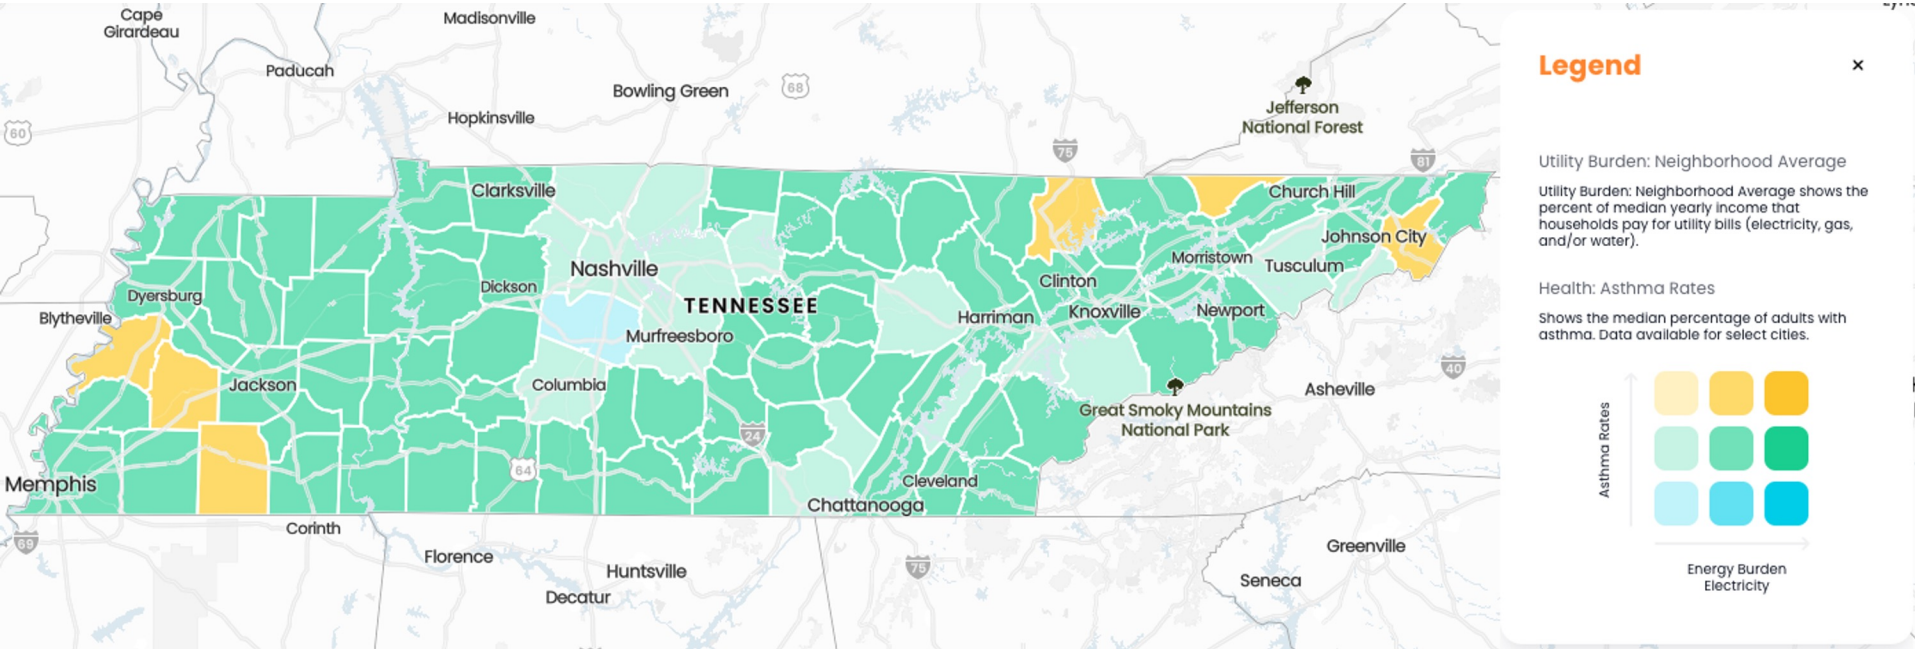 Cape
Girardeau
Madisonville
Paducah
Bowling Green
68
Hopkinsville
60
Jefferson
National Forest
75
81
Clarksville
Church Hill
Johnson City
Nashville
Morristown
Tusculum
Clinton
Dickson
Dyersburg
TENNESSEE
Blytheville
Harriman
Knoxville
Newport
Murfreesboro
40
Jackson
Columbia
Asheville
Great Smoky Mountains
National Park
24
64
Memphis
Cleveland
Chattanooga
Corinth
69
Florence
Huntsville
75
Greenville
Decatur
Seneca
Legend
×
Utility Burden: Neighborhood Average
Utility Burden: Neighborhood Average shows the
percent of median yearly income that
households pay for utility bills (electricity, gas,
and/or water).
Health: Asthma Rates
Shows the median percentage of adults with
asthma. Data available for select cities.
Asthma Rates
Energy Burden
Electricity